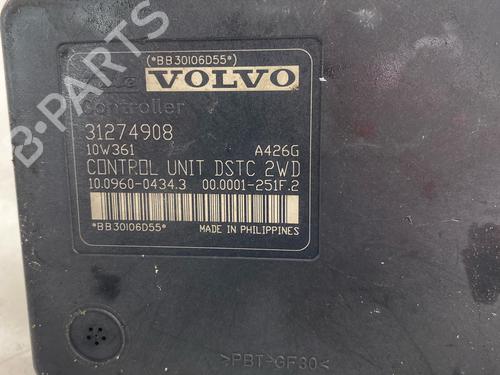 (*BB30106D55*)
VOLVO
Controller
31274908
10W361 A426G
CONTROL UNIT DSTC 2WD
10.0960-0434.3 00.0001-251F.2
*BB30106D55*
MADE IN PHILIPPINES
>PBT-GF30<
B-PARTS